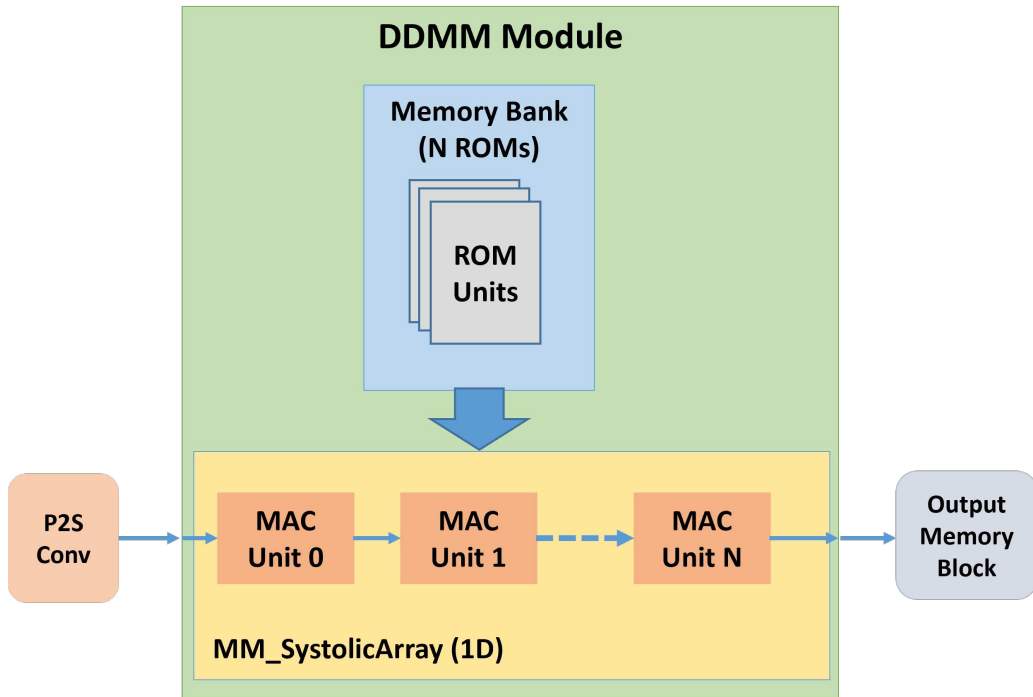 DDMM Module
Memory Bank
(N ROMs)
ROM
Units
P2S
Conv
MAC
Unit 0
MAC
Unit 1
MAC
Unit N
Output
Memory
Block
MM_SystolicArray (1D)